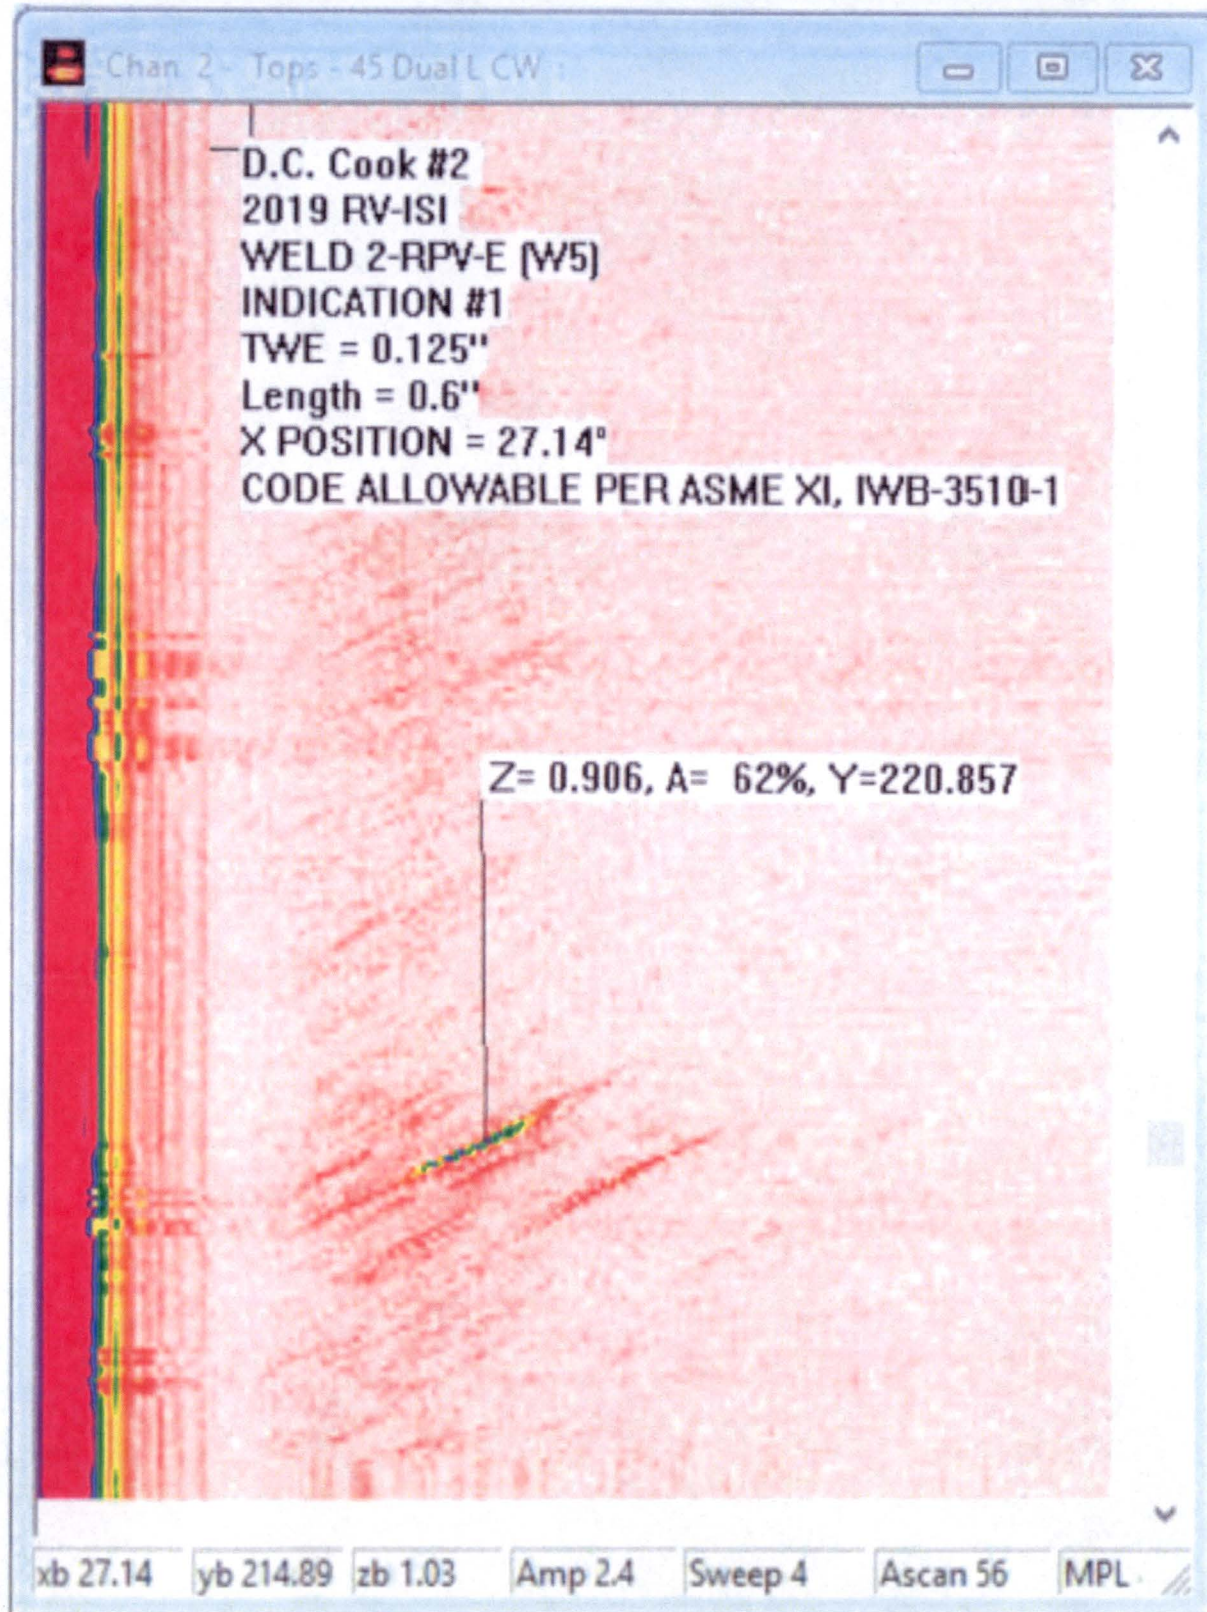 Chan 2 - Tops - 45 Dual L CW
D.C. Cook #2
2019 RV-ISI
WELD 2-RPV-E (W5)
INDICATION #1
TWE = 0.125"
Length = 0.6"
X POSITION = 27.14°
CODE ALLOWABLE PER ASME XI, IWB-3510-1
Z= 0.906, A= 62%, Y=220.857
xb 27.14 yb 214.89 zb 1.03 Amp 2.4 Sweep 4 Ascan 56 MPL